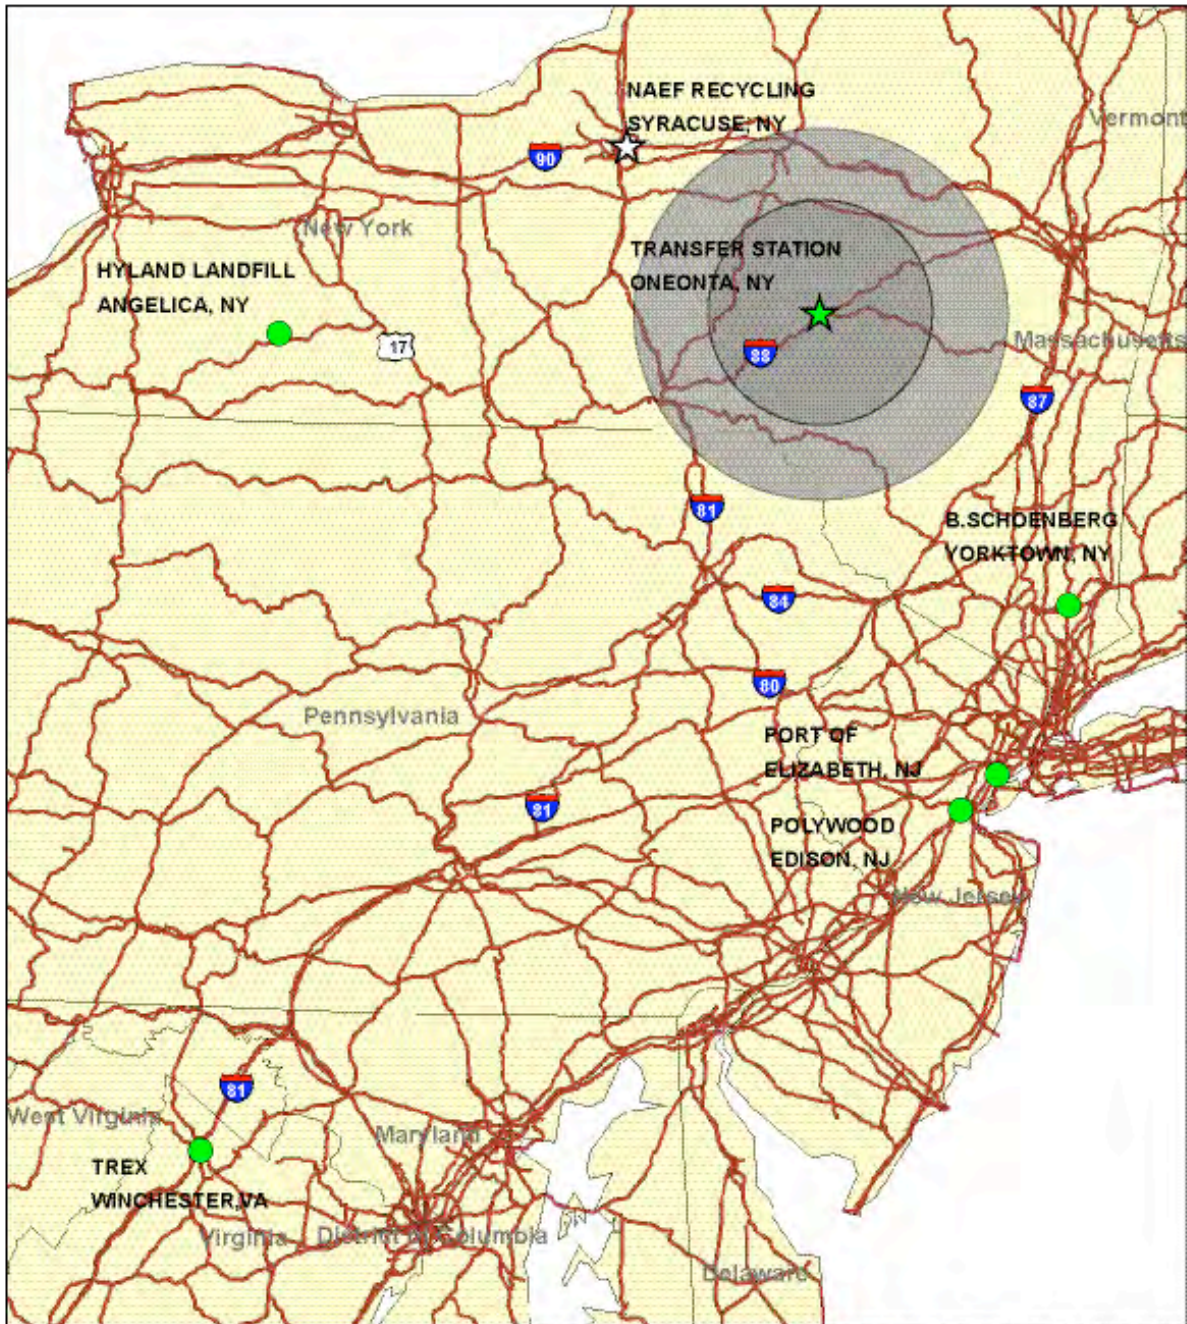 NAEF RECYCLING
SYRACUSE, NY
Vermont
90
New York
TRANSFER STATION
ONEONTA, NY
HYLAND LANDFILL
ANGELICA, NY
17
88
Massachusetts
87
81
B.SCHOENBERG
YORKTOWN, NY
84
80
Pennsylvania
PORT OF
ELIZABETH, NJ
81
POLYWOOD
EDISON, NJ
New Jersey
81
West Virginia
Maryland
TREX
WINCHESTER,VA
Virginia
District of Columbia
Delaware